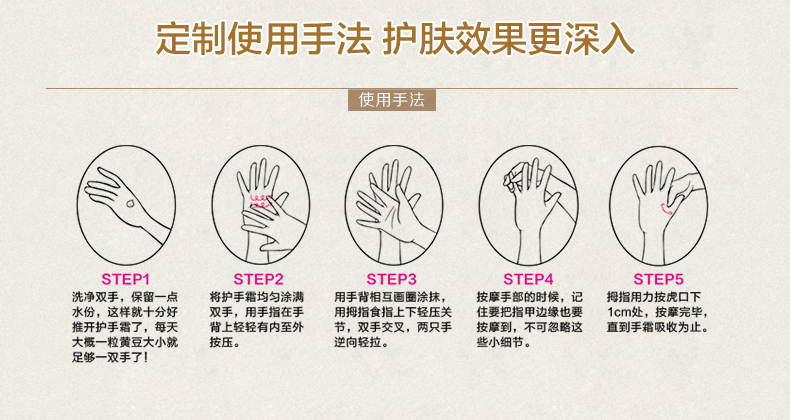 定制使用手法 护肤效果更深入
使用手法
STEP1
洗净双手，保留一点
水份，这样就十分好
推开护手霜了，每天
大概一粒黄豆大小就
足够一双手了！
STEP2
将护手霜均匀涂满
双手，用手指在手
背上轻轻有内至外
按压。
STEP3
用手背相互画圈涂抹，
用拇指食指上下轻压关
节，双手交叉，两只手
逆向轻拉。
STEP4
按摩手部的时候，记
住要把指甲边缘也要
按摩到，不可忽略这
些小细节。
STEP5
拇指用力按虎口下
1cm处，按摩完毕，
直到手霜吸收为止。